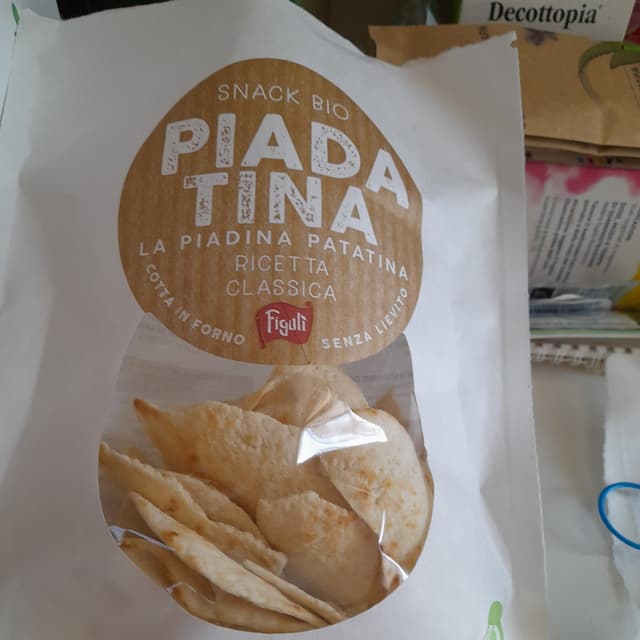 Decottopia®
SNACK BIO
PIADA
TINA
LA PIADINA PATATINA
RICETTA
CLASSICA
COTTA IN FORNO
Figulì
SENZA LIEVITO